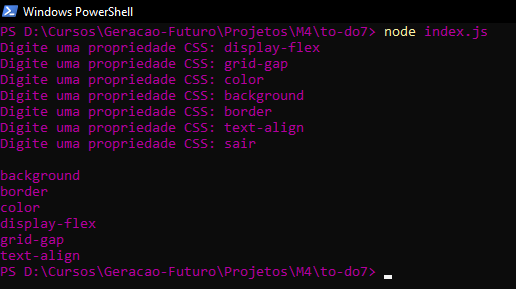 Windows PowerShell
PS D:\Cursos\Geracao-Futuro\Projetos\M4\to-do7> node index.js
Digite uma propriedade CSS: display-flex
Digite uma propriedade CSS: grid-gap
Digite uma propriedade CSS: color
Digite uma propriedade CSS: background
Digite uma propriedade CSS: border
Digite uma propriedade CSS: text-align
Digite uma propriedade CSS: sair
background
border
color
display-flex
grid-gap
text-align
PS D:\Cursos\Geracao-Futuro\Projetos\M4\to-do7>